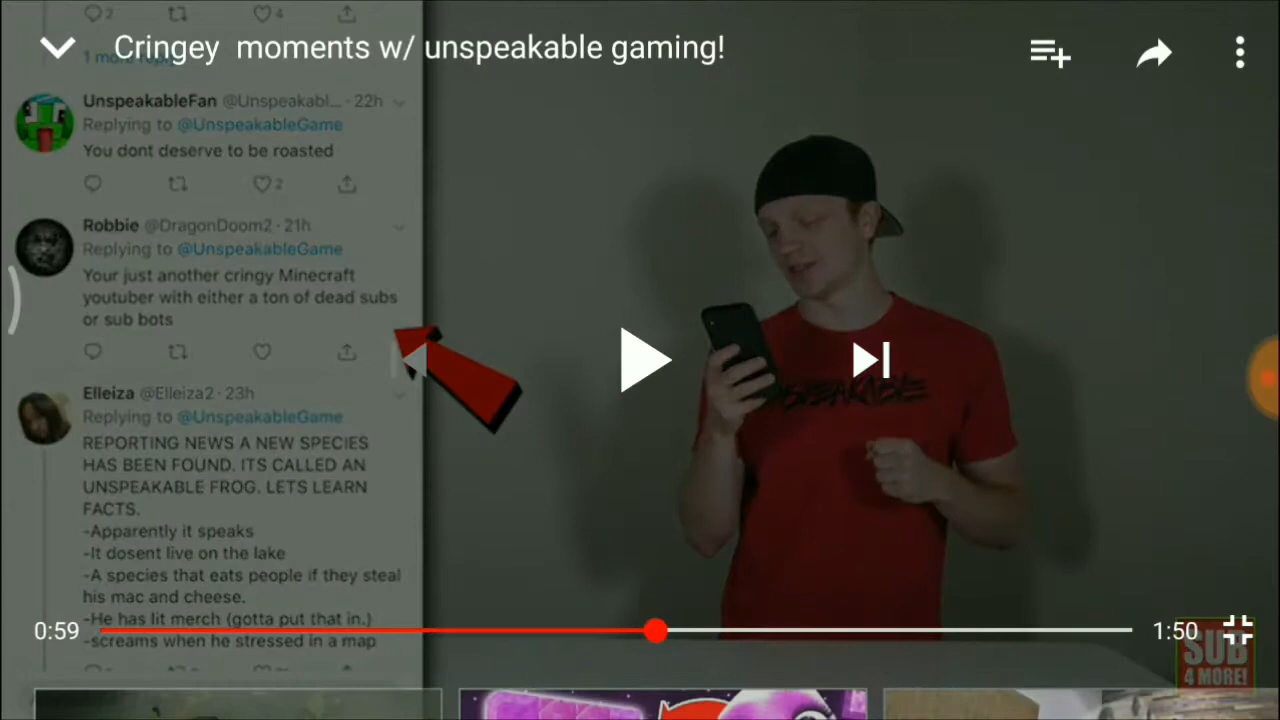 2 4
Cringey moments w/ unspeakable gaming!
UnspeakableFan @Unspeakabl... · 22h
Replying to @UnspeakableGame
You dont deserve to be roasted
2
Robbie @DragonDoom2 · 21h
Replying to @UnspeakableGame
Your just another cringy Minecraft
youtuber with either a ton of dead subs
or sub bots
Elleiza @Elleiza2 · 23h
Replying to @UnspeakableGame
REPORTING NEWS A NEW SPECIES
HAS BEEN FOUND. ITS CALLED AN
UNSPEAKABLE FROG. LETS LEARN
FACTS.
-Apparently it speaks
-It dosent live on the lake
-A species that eats people if they steal
his mac and cheese.
-He has lit merch (gotta put that in.)
-screams when he stressed in a map
0:59
1:50
SUB
4 MORE!